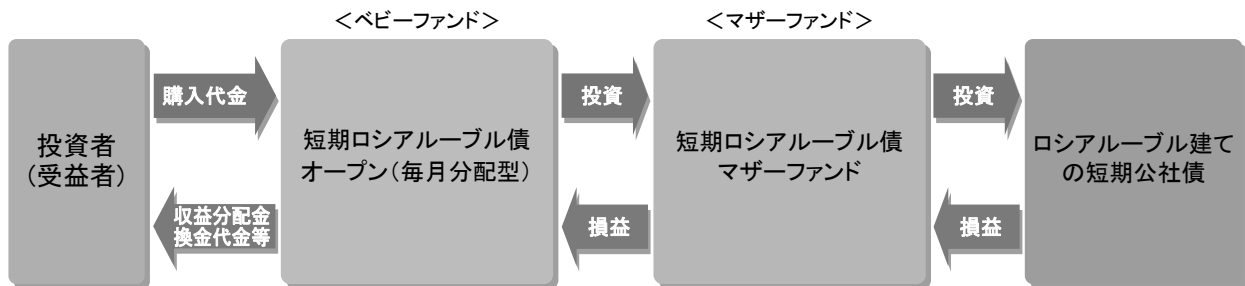 ＜ベビーファンド＞
＜マザーファンド＞
投資者
（受益者）
購入代金
収益分配金
換金代金等
短期ロシアルーブル債
オープン（毎月分配型）
投資
損益
短期ロシアルーブル債
マザーファンド
投資
損益
ロシアルーブル建て
の短期公社債